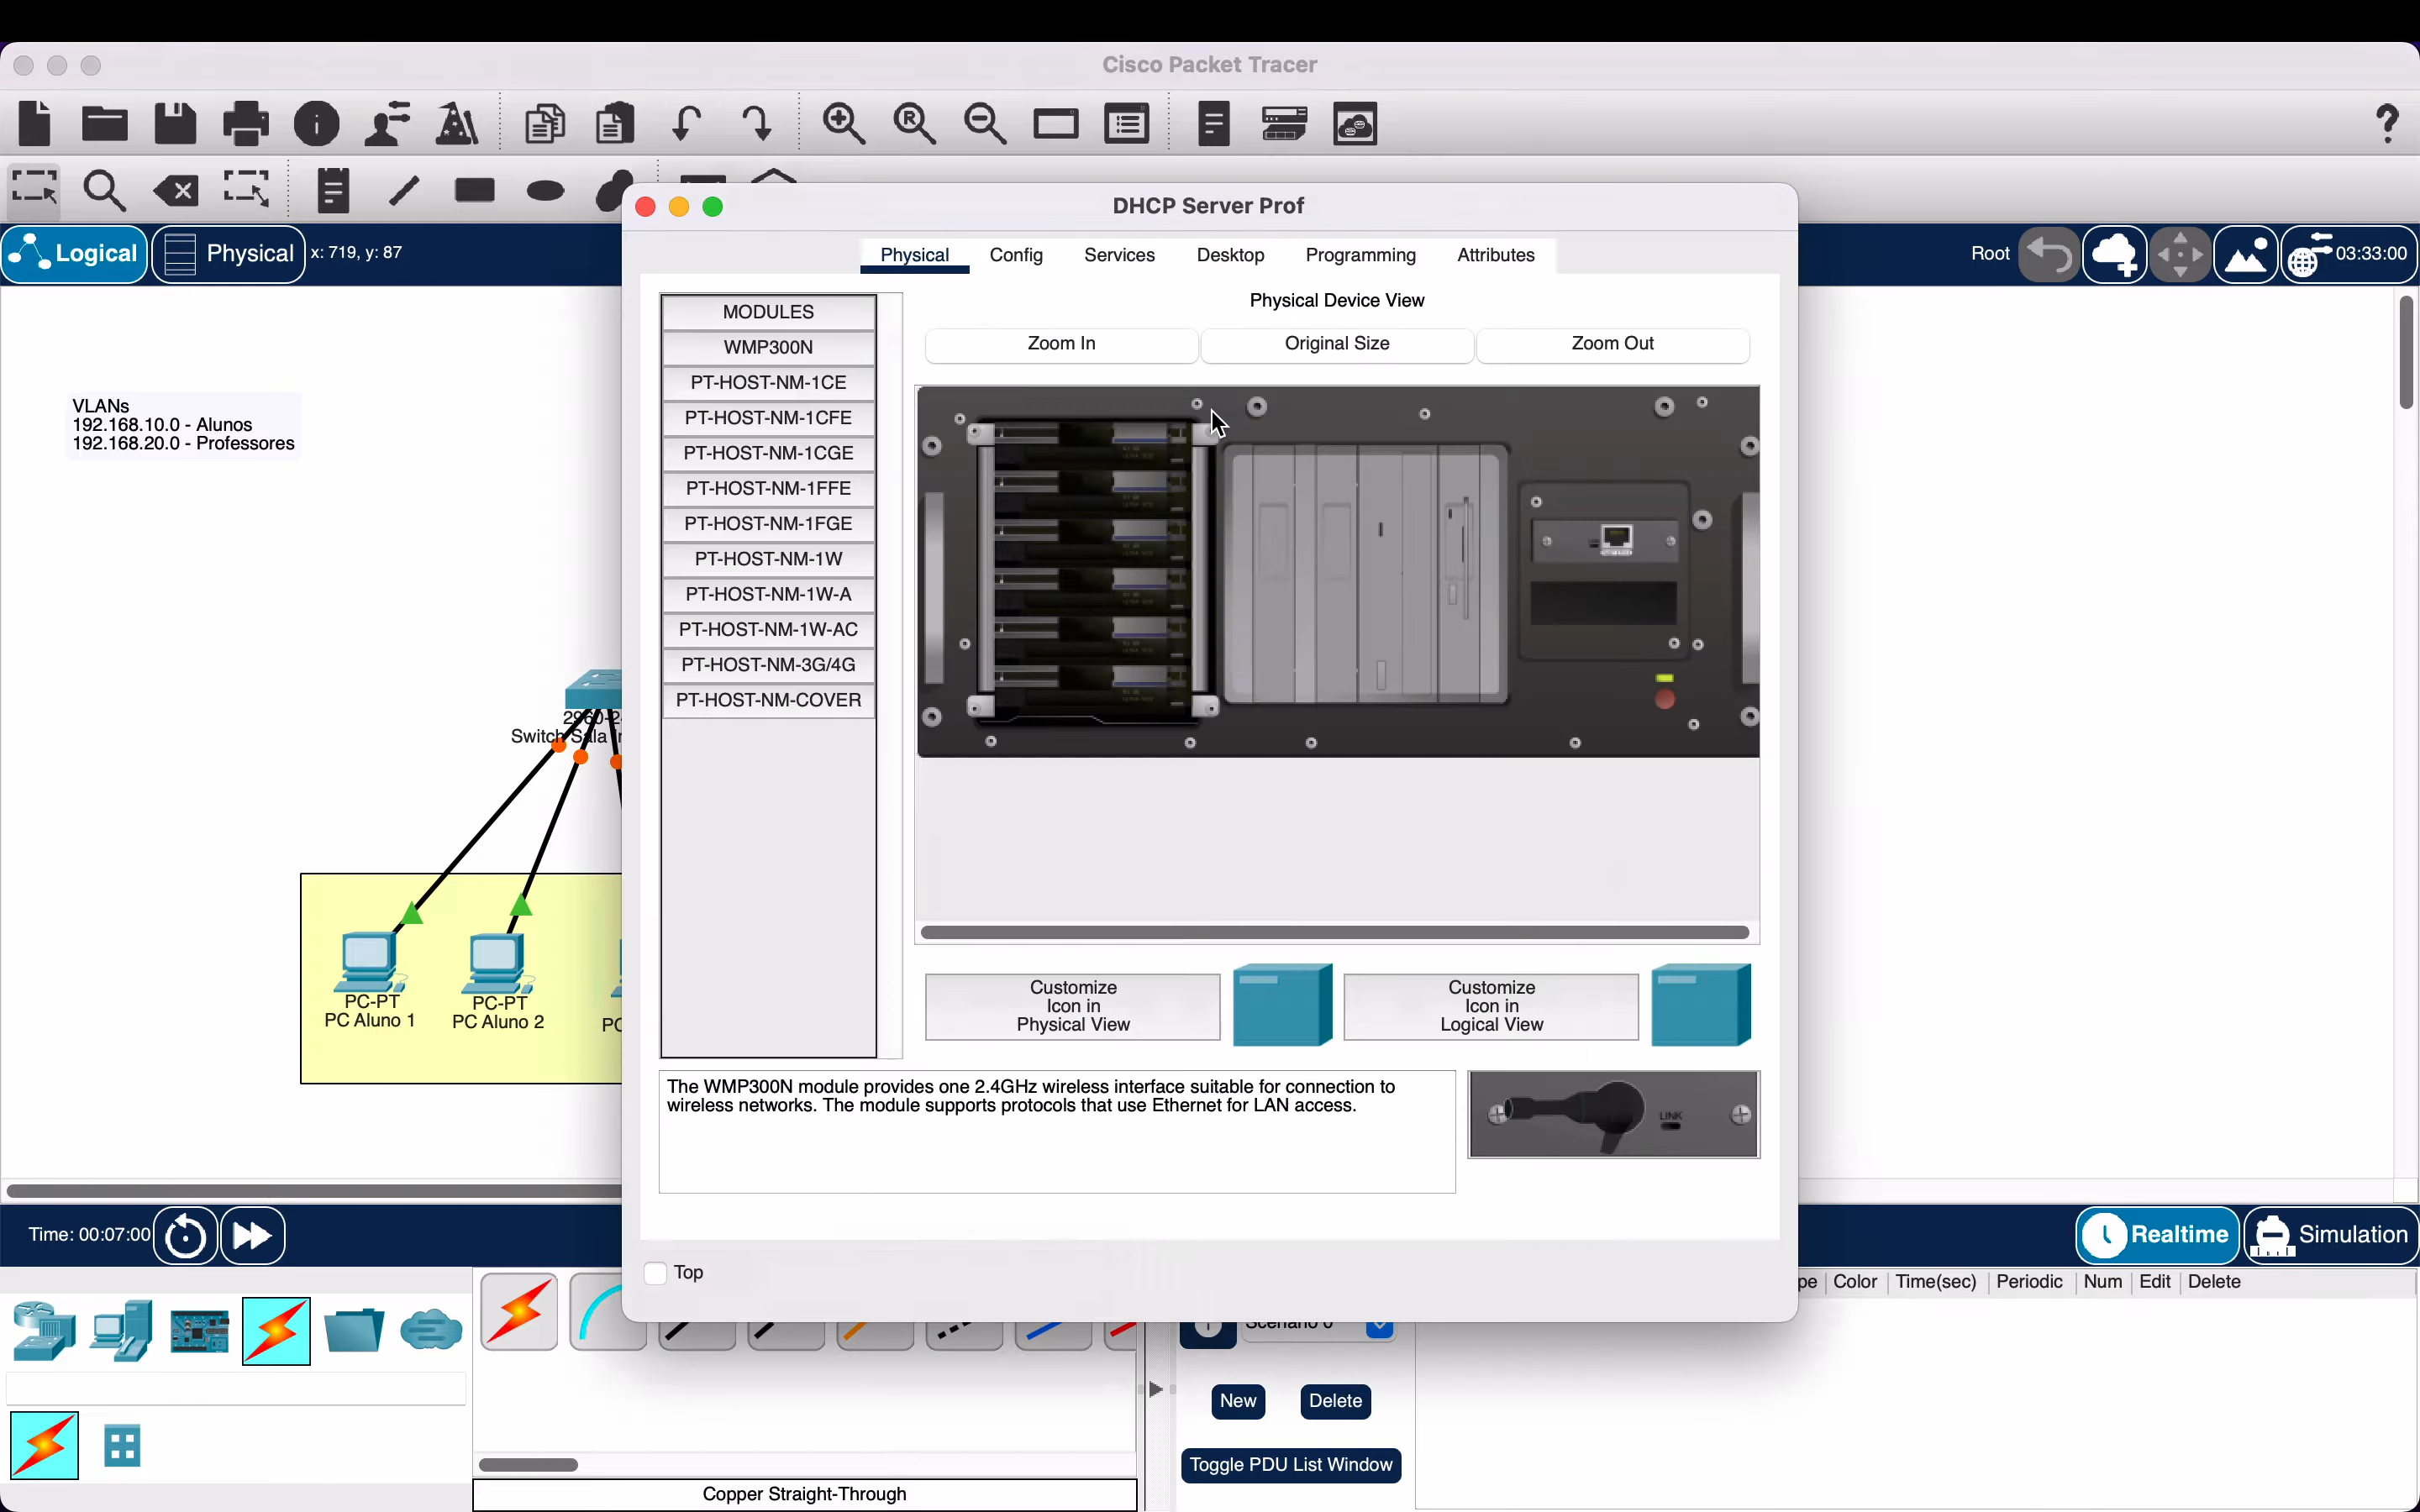 Cisco Packet Tracer
Logical
Physical
x: 719, y: 87
Root
03:33:00
DHCP Server Prof
Physical
Config
Services
Desktop
Programming
Attributes
MODULES
WMP300N
PT-HOST-NM-1CE
PT-HOST-NM-1CFE
PT-HOST-NM-1CGE
PT-HOST-NM-1FFE
PT-HOST-NM-1FGE
PT-HOST-NM-1W
PT-HOST-NM-1W-A
PT-HOST-NM-1W-AC
PT-HOST-NM-3G/4G
PT-HOST-NM-COVER
Physical Device View
Zoom In
Original Size
Zoom Out
VLANs
192.168.10.0 - Alunos
192.168.20.0 - Professores
Switch Sala
PC-PT
PC Aluno 1
PC-PT
PC Aluno 2
PC
Customize
Icon in
Physical View
Customize
Icon in
Logical View
The WMP300N module provides one 2.4GHz wireless interface suitable for connection to
wireless networks. The module supports protocols that use Ethernet for LAN access.
LINK
Top
Time: 00:07:00
Realtime
Simulation
Scenario 0
pe
Color
Time(sec)
Periodic
Num
Edit
Delete
New
Delete
Toggle PDU List Window
Copper Straight-Through